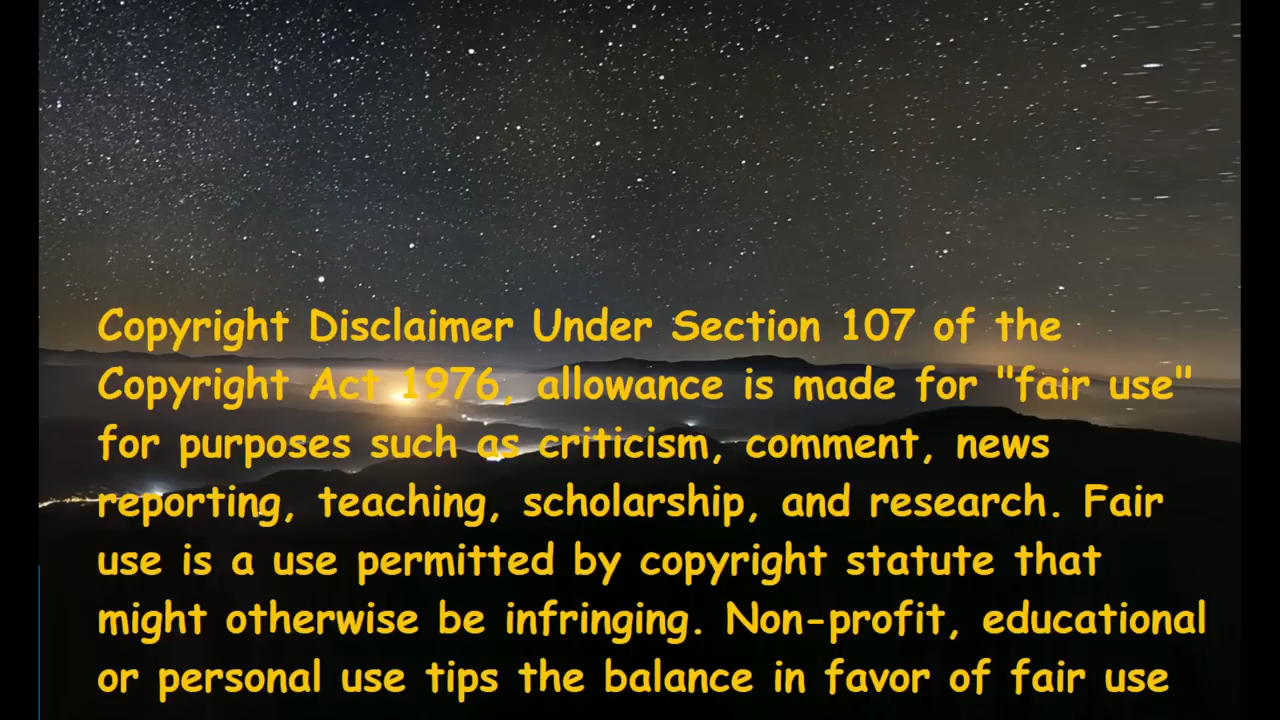 Copyright Disclaimer Under Section 107 of the
Copyright Act 1976, allowance is made for "fair use"
for purposes such as criticism, comment, news
reporting, teaching, scholarship, and research. Fair
use is a use permitted by copyright statute that
might otherwise be infringing. Non-profit, educational
or personal use tips the balance in favor of fair use